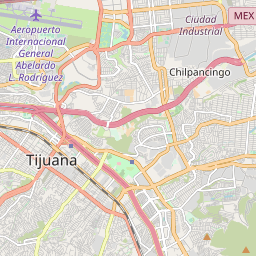 Aeropuerto
Internacional
General
Abelardo
L. Rodríguez
Ciudad
Industrial
MEX
Chilpancingo
Tijuana